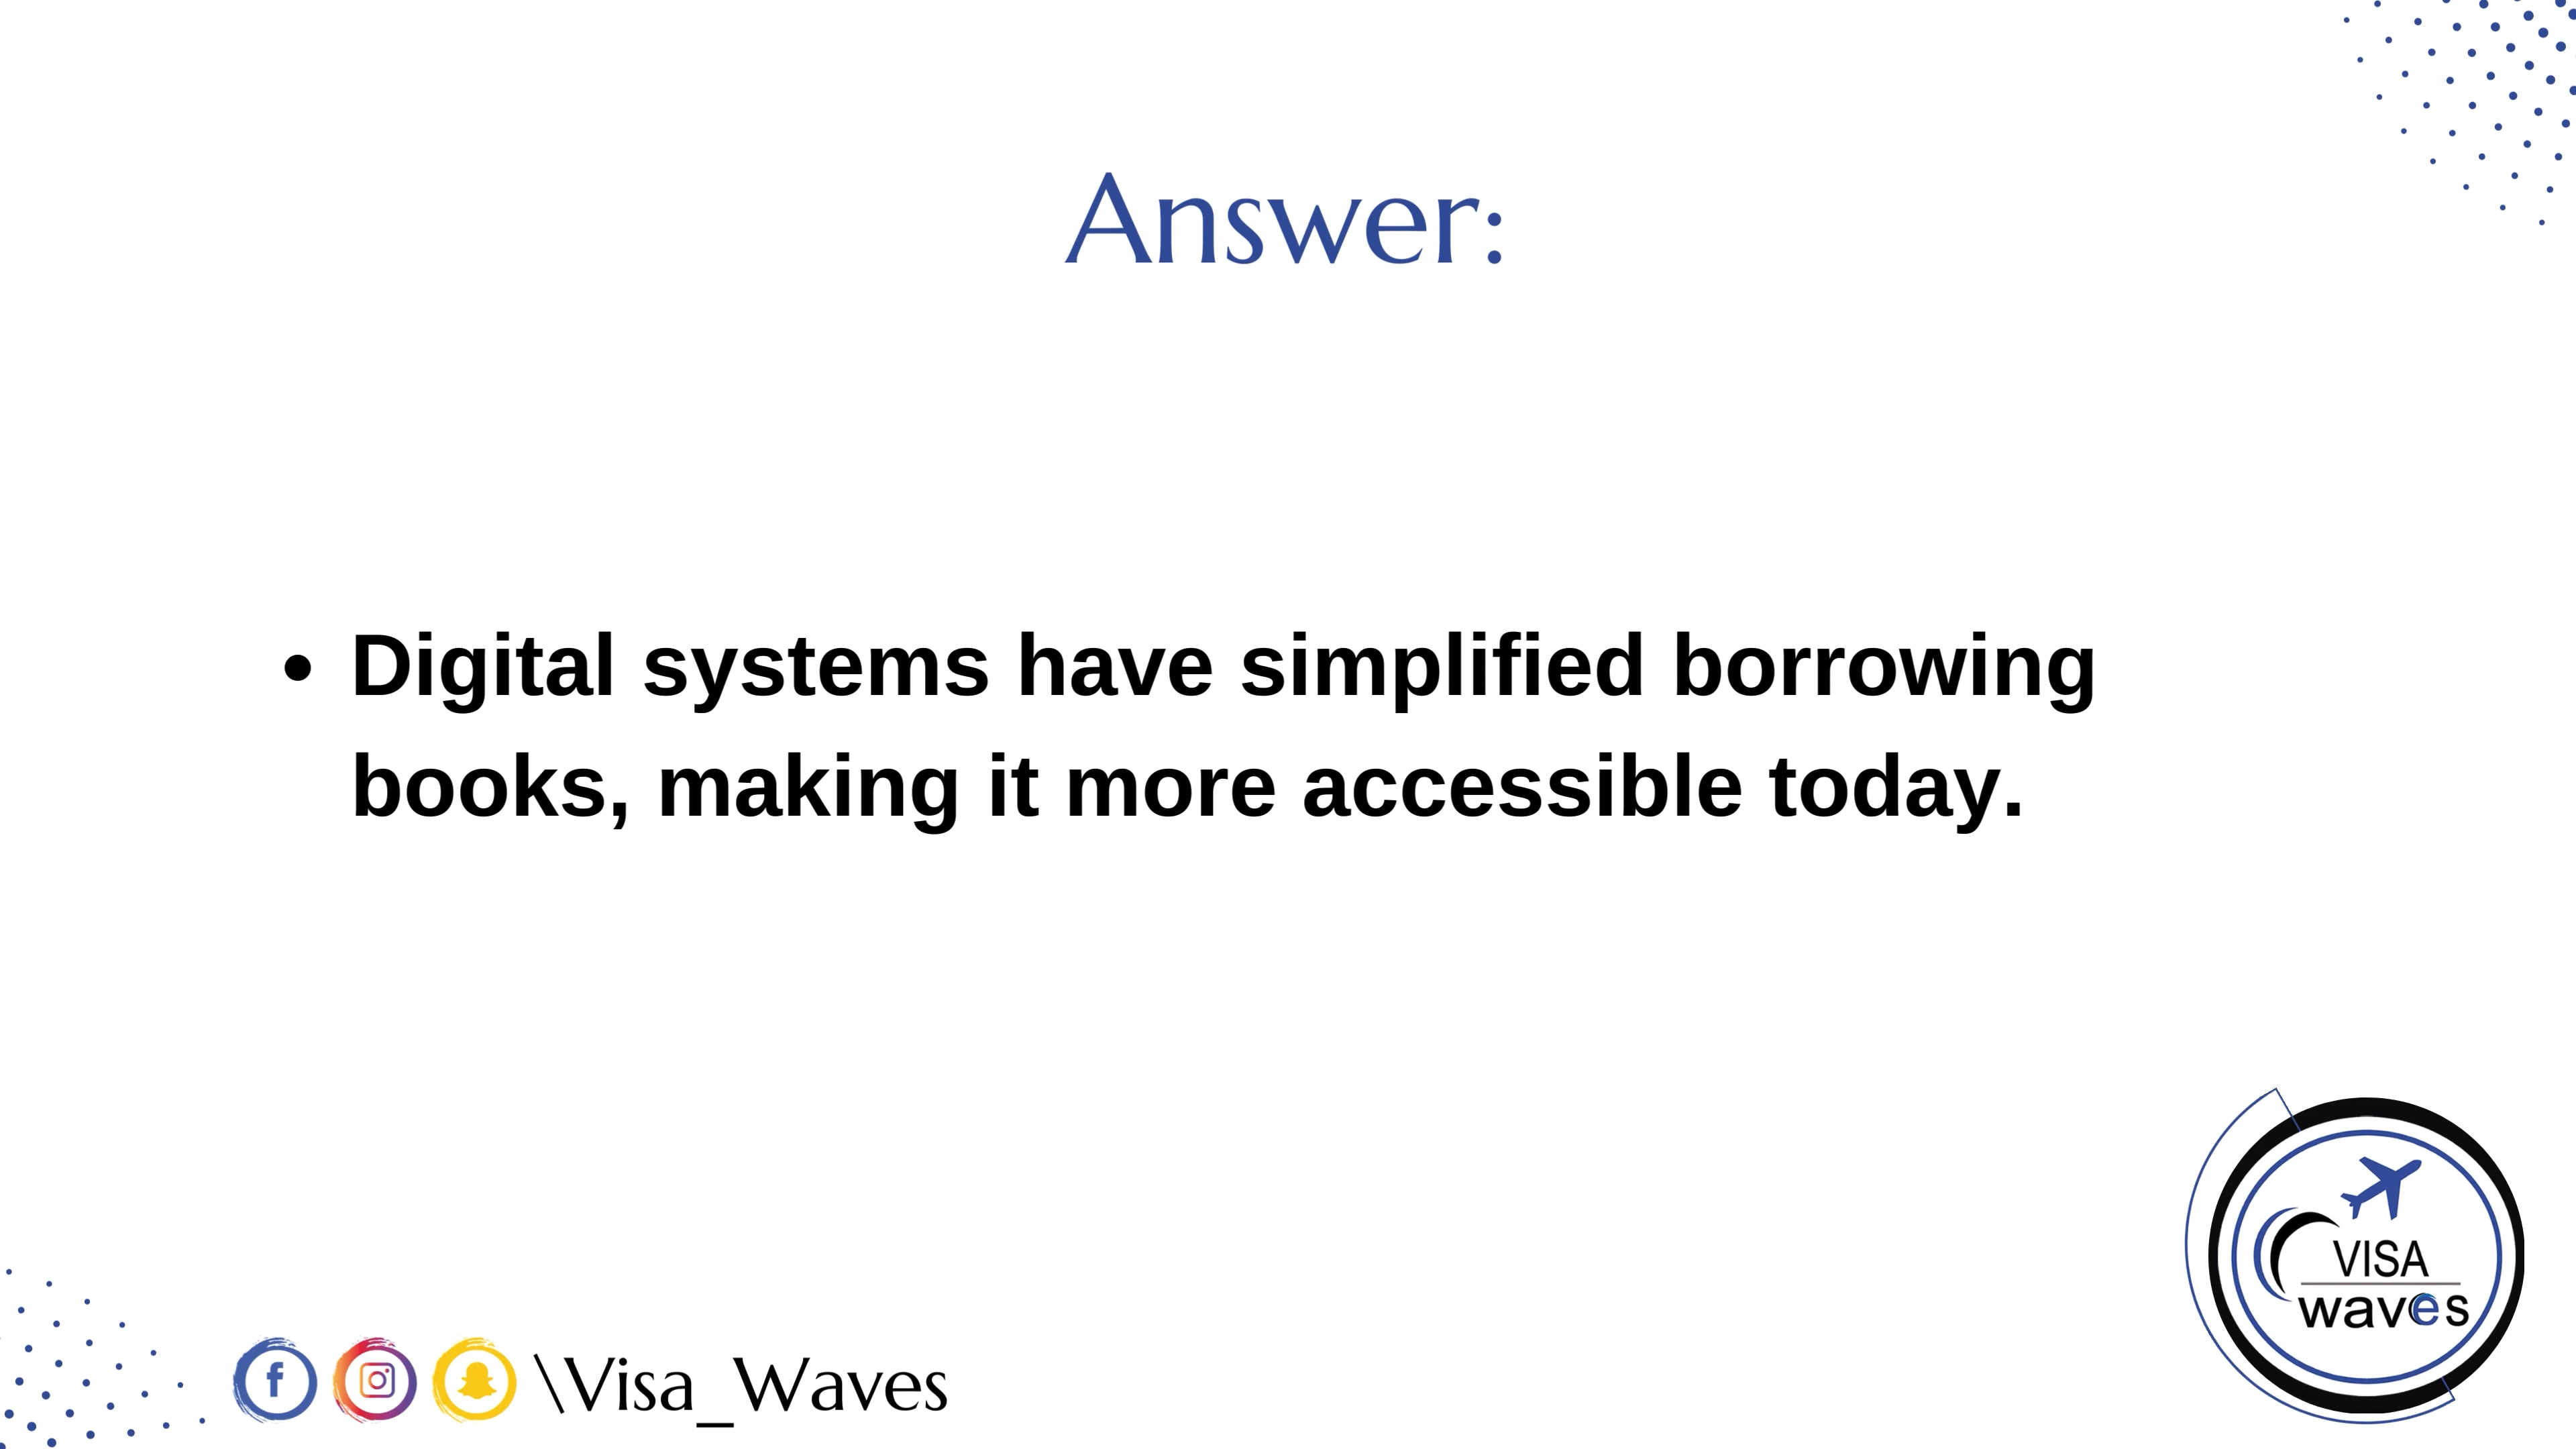 Answer:
• Digital systems have simplified borrowing
books, making it more accessible today.
VISA
waves
\Visa_Waves